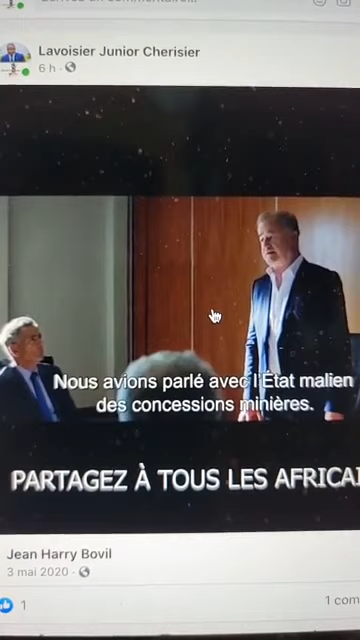 Lavoisier Junior Cherisier
6 h ·
Nous avions parlé avec l'État malien
des concessions minières.
PARTAGEZ À TOUS LES AFRICAI
Jean Harry Bovil
3 mai 2020 ·
1
1 com